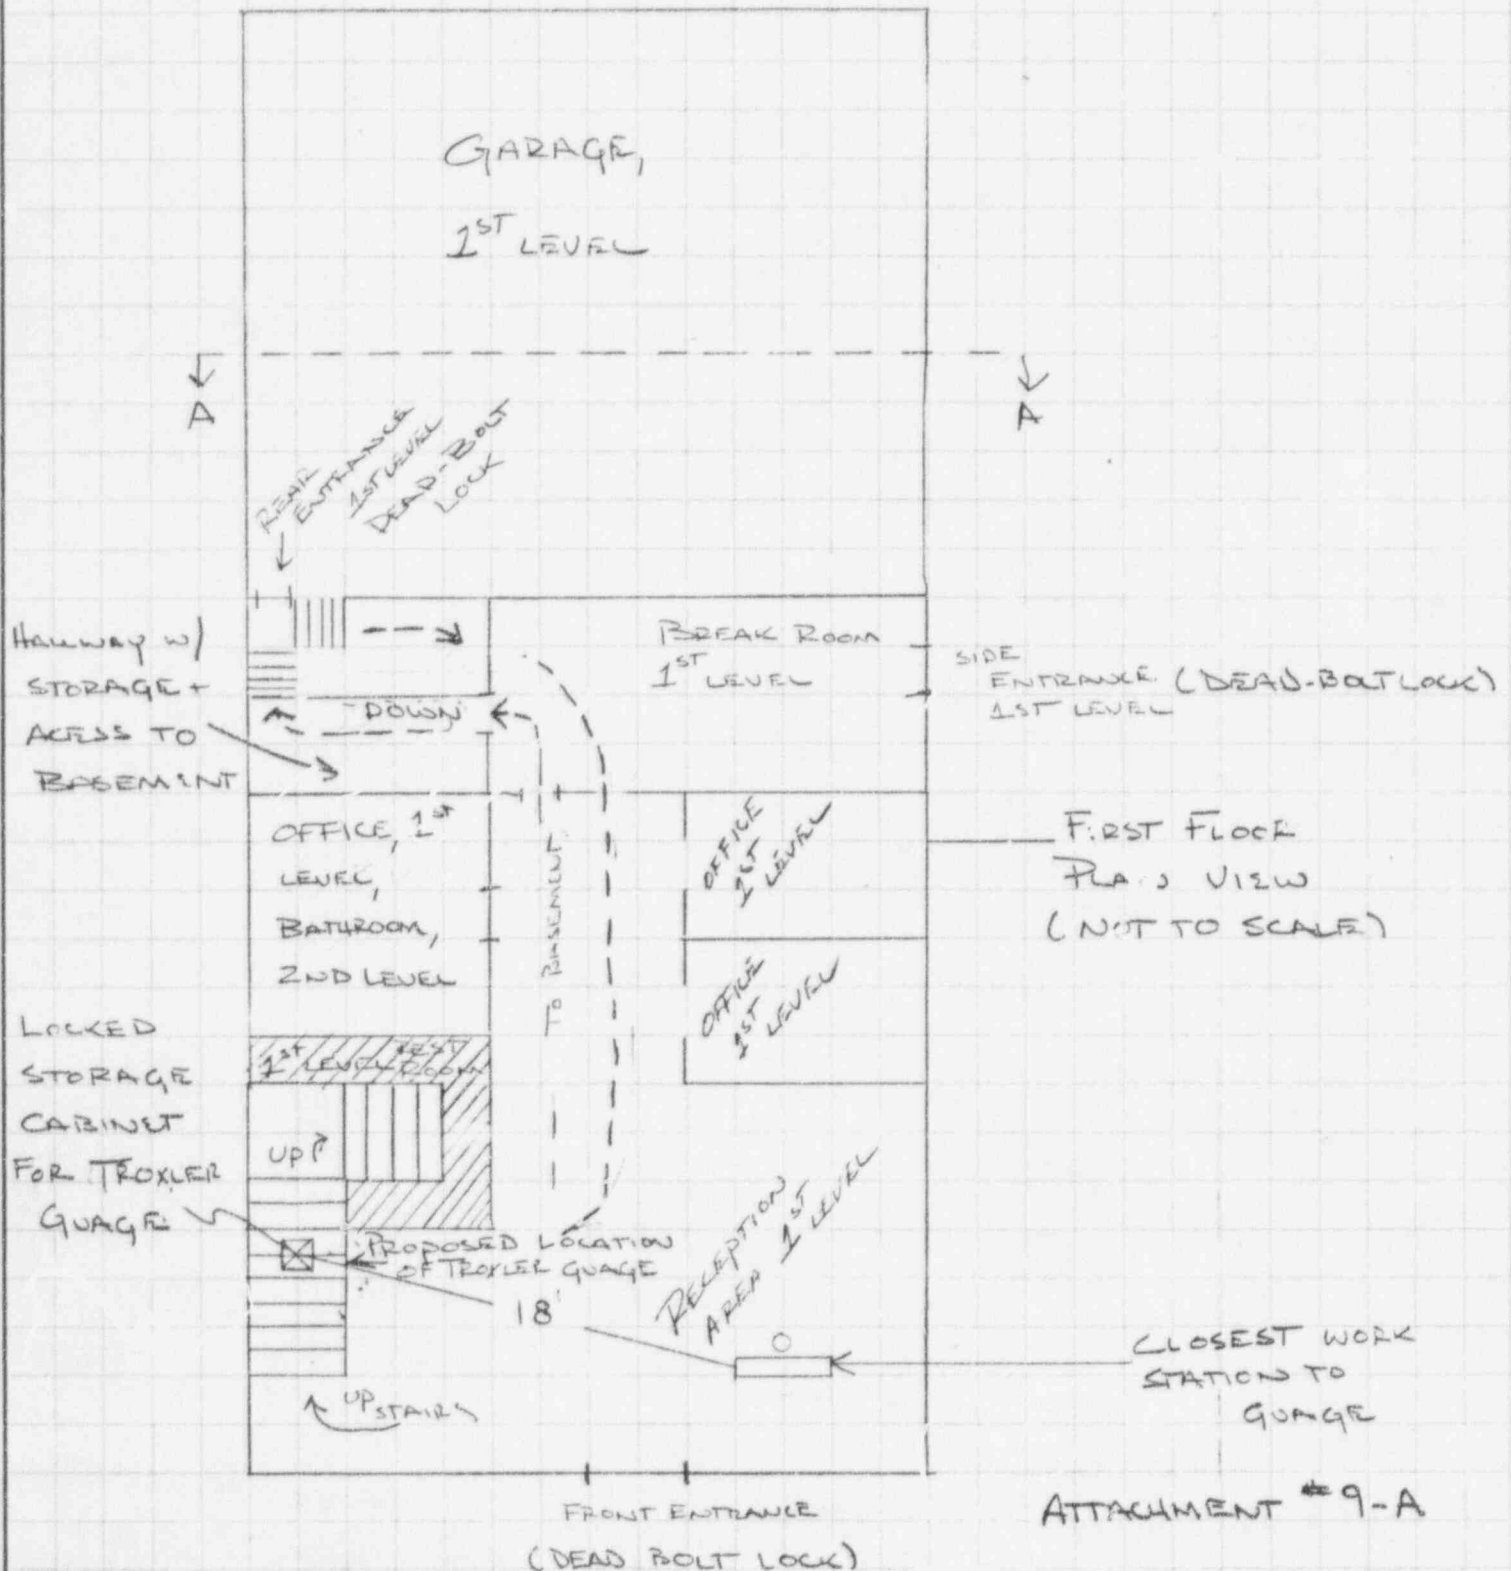 GARAGE,
1ST LEVEL
A
A
REAR
ENTRANCE
1ST LEVEL
DEAD-BOLT
LOCK
HALLWAY W/
STORAGE +
ACESS TO
BASEMENT
DOWN
BREAK ROOM
1ST LEVEL
SIDE
ENTRANCE (DEAD-BOLT LOCK)
1ST LEVEL
OFFICE, 1ST
LEVEL,
BATHROOM,
2ND LEVEL
TO BASEMENT
OFFICE
1ST
LEVEL
OFFICE
1ST
LEVEL
FIRST FLOOR
PLAN VIEW
(NOT TO SCALE)
LOCKED
STORAGE
CABINET
FOR TROXLER
GUAGE
1ST LEVEL REST
ROOM
UP
PROPOSED LOCATION
OF TROXLER GUAGE
18'
RECEPTION
AREA 1ST LEVEL
CLOSEST WORK
STATION TO
GUAGE
UP STAIRS
FRONT ENTRANCE
(DEAD BOLT LOCK)
ATTACHMENT #9-A